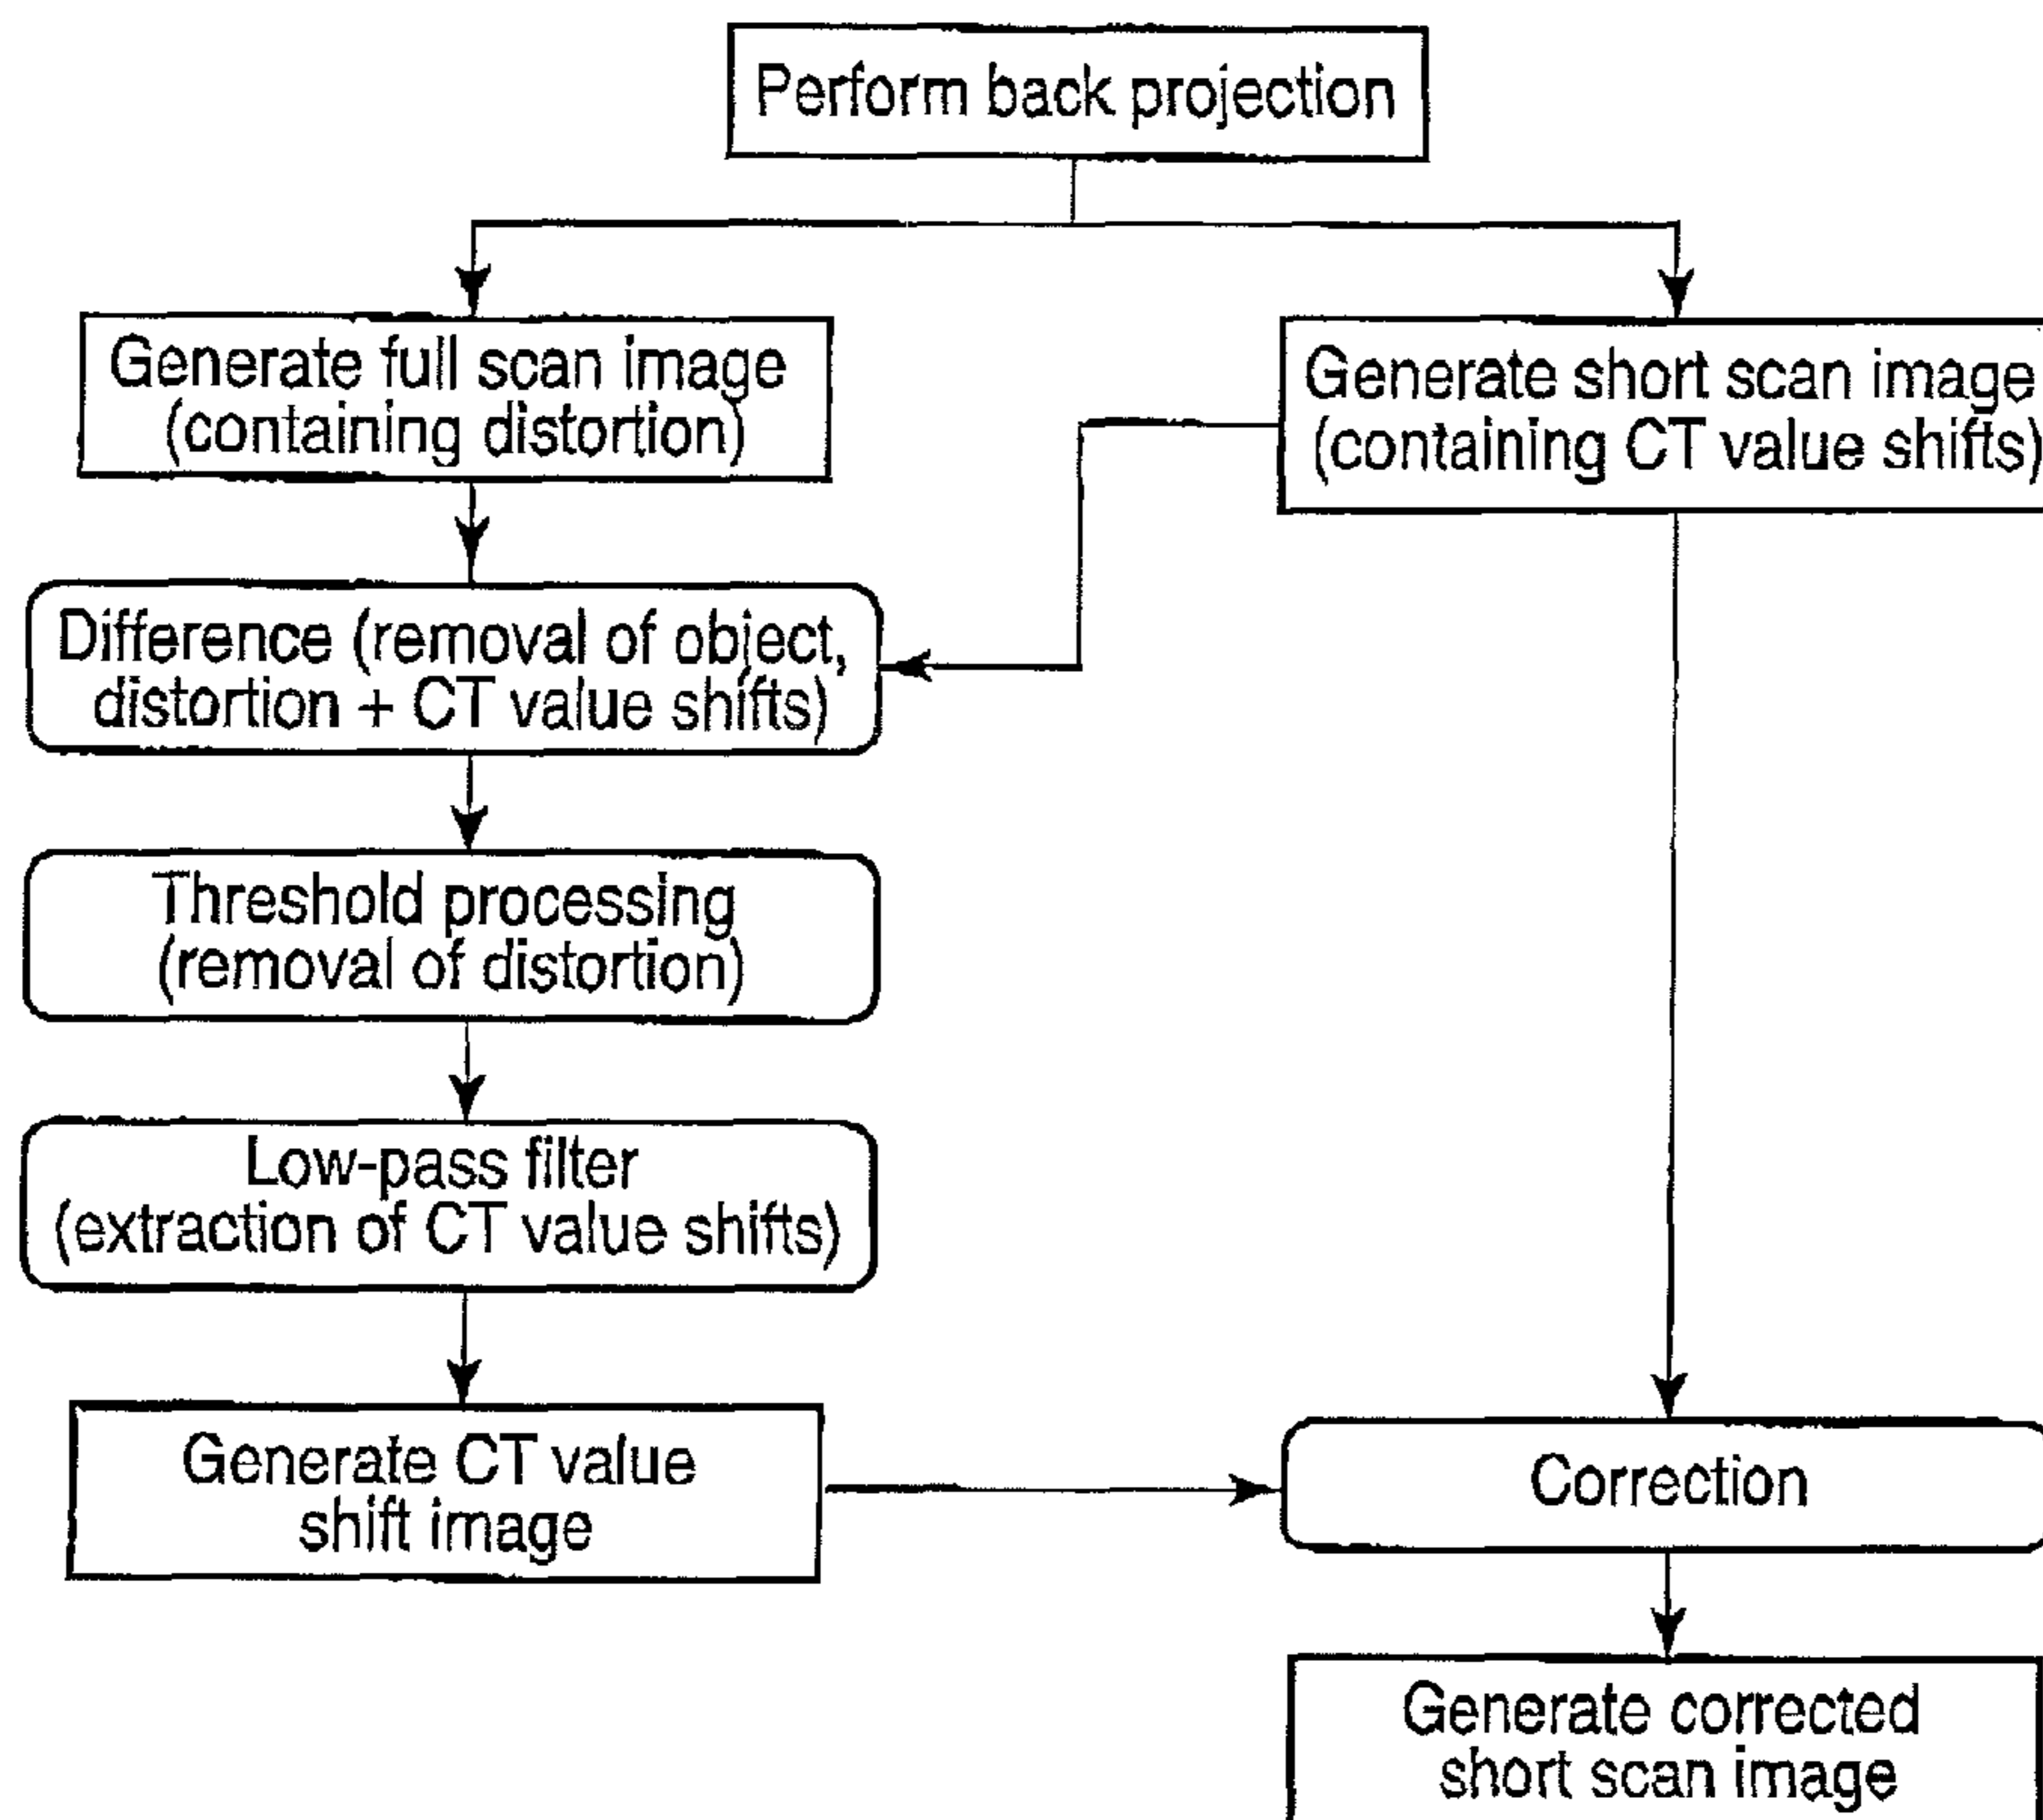 Perform back projection
Generate full scan image
(containing distortion)
Generate short scan image
(containing CT value shifts)
Difference (removal of object,
distortion + CT value shifts)
Threshold processing
(removal of distortion)
Low-pass filter
(extraction of CT value shifts)
Generate CT value
shift image
Correction
Generate corrected
short scan image